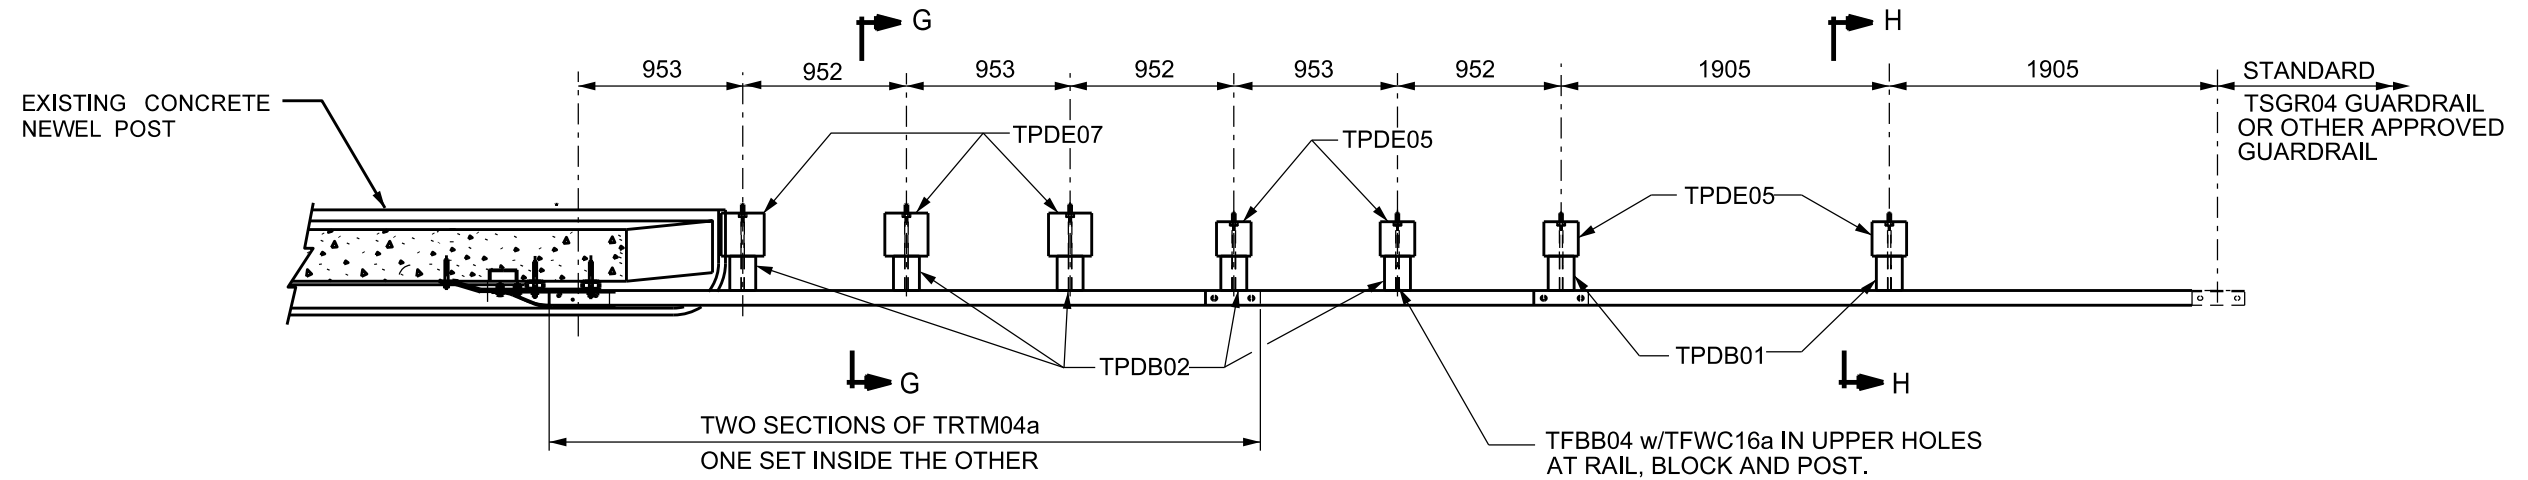 G
H
953
952
953
952
953
952
1905
1905
STANDARD
TSGR04 GUARDRAIL
OR OTHER APPROVED
GUARDRAIL
EXISTING CONCRETE
NEWEL POST
TPDE07
TPDE05
TPDE05
TPDB02
TPDB01
G
H
TWO SECTIONS OF TRTM04a
ONE SET INSIDE THE OTHER
TFBB04 w/TFWC16a IN UPPER HOLES
AT RAIL, BLOCK AND POST.